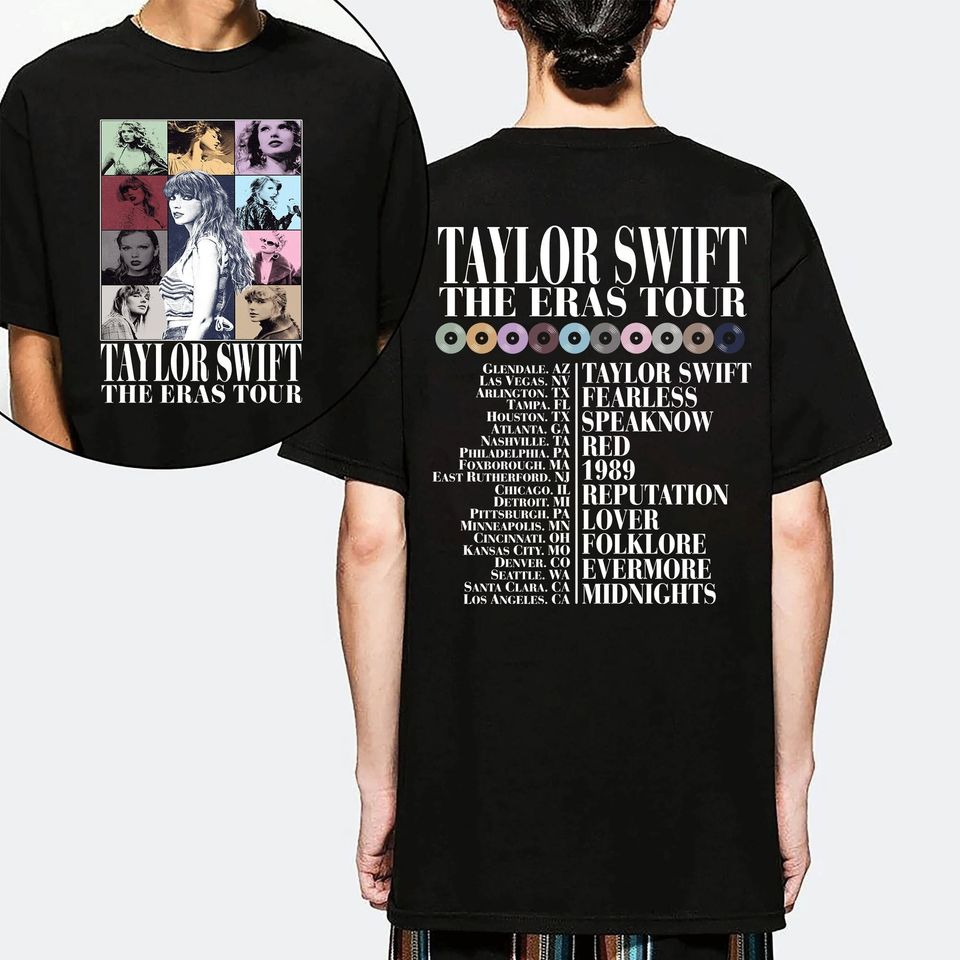 TAYLOR SWIFT
THE ERAS TOUR
TAYLOR SWIFT
THE ERAS TOUR
GLENDALE. AZ
LAS VEGAS. NV
ARLINGTON. TX
TAMPA. FL
HOUSTON. TX
ATLANTA. GA
NASHVILLE. TA
PHILADELPHIA. PA
FOXBOROUGH. MA
EAST RUTHERFORD. NJ
CHICAGO. IL
DETROIT. MI
PITTSBURGH. PA
MINNEAPOLIS. MN
CINCINNATI. OH
KANSAS CITY. MO
DENVER. CO
SEATTLE. WA
SANTA CLARA. CA
LOS ANGELES. CA
TAYLOR SWIFT
FEARLESS
SPEAKNOW
RED
1989
REPUTATION
LOVER
FOLKLORE
EVERMORE
MIDNIGHTS